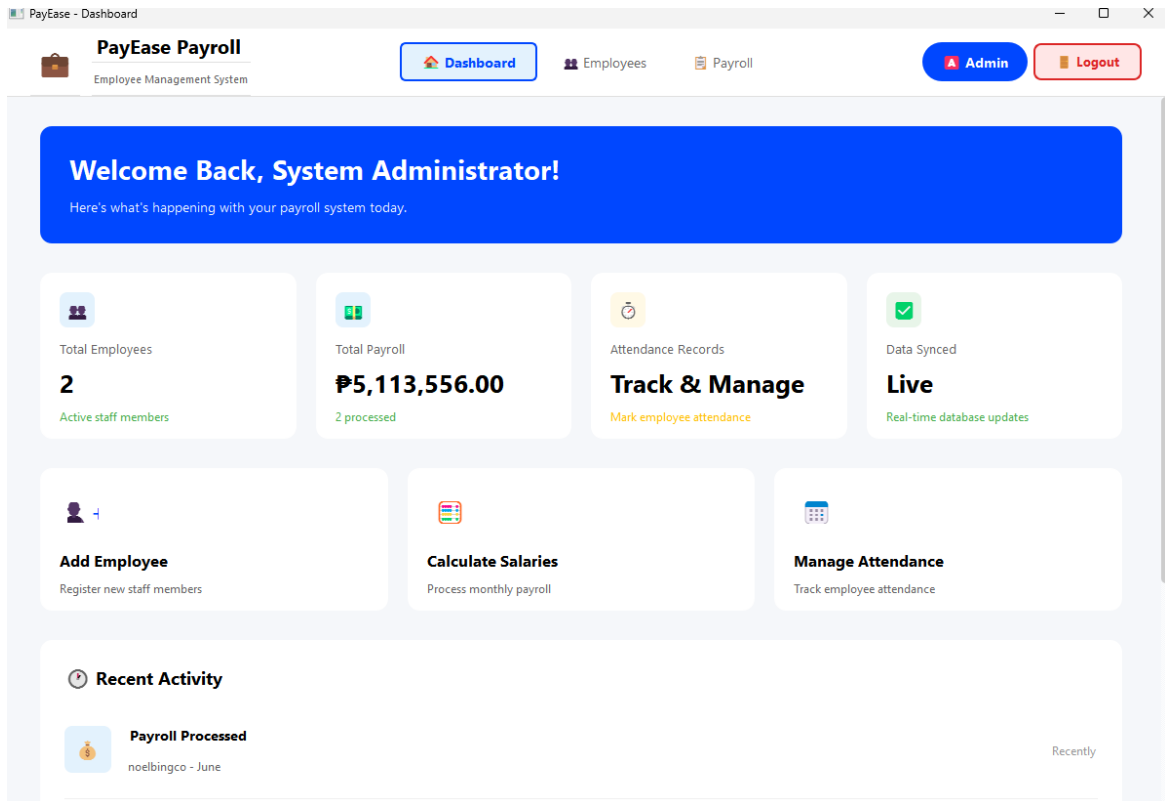 PayEase - Dashboard
PayEase Payroll
Employee Management System
Dashboard
Employees
Payroll
Admin
Logout
Welcome Back, System Administrator!
Here's what's happening with your payroll system today.
Total Employees
2
Active staff members
Total Payroll
₱5,113,556.00
2 processed
Attendance Records
Track & Manage
Mark employee attendance
Data Synced
Live
Real-time database updates
Add Employee
Register new staff members
Calculate Salaries
Process monthly payroll
Manage Attendance
Track employee attendance
Recent Activity
Payroll Processed
noelbingco - June
Recently